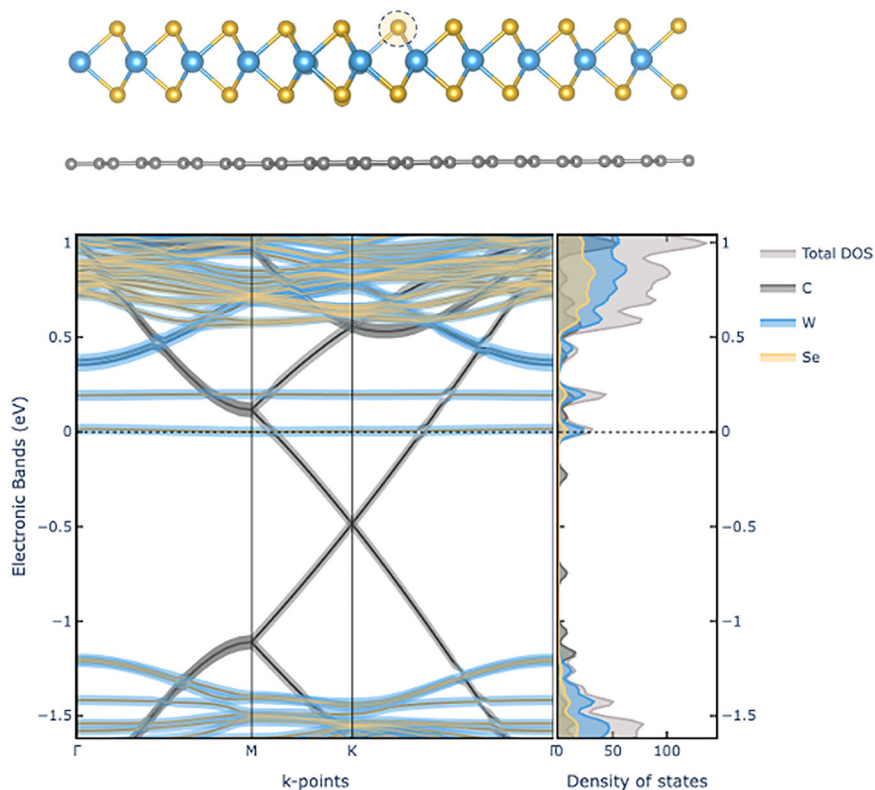 1
0.5
0
−0.5
−1
−1.5
Electronic Bands (eV)
Γ
M
K
k-points
1
0.5
0
−0.5
−1
−1.5
0
50
100
Density of states
Total DOS
C
W
Se